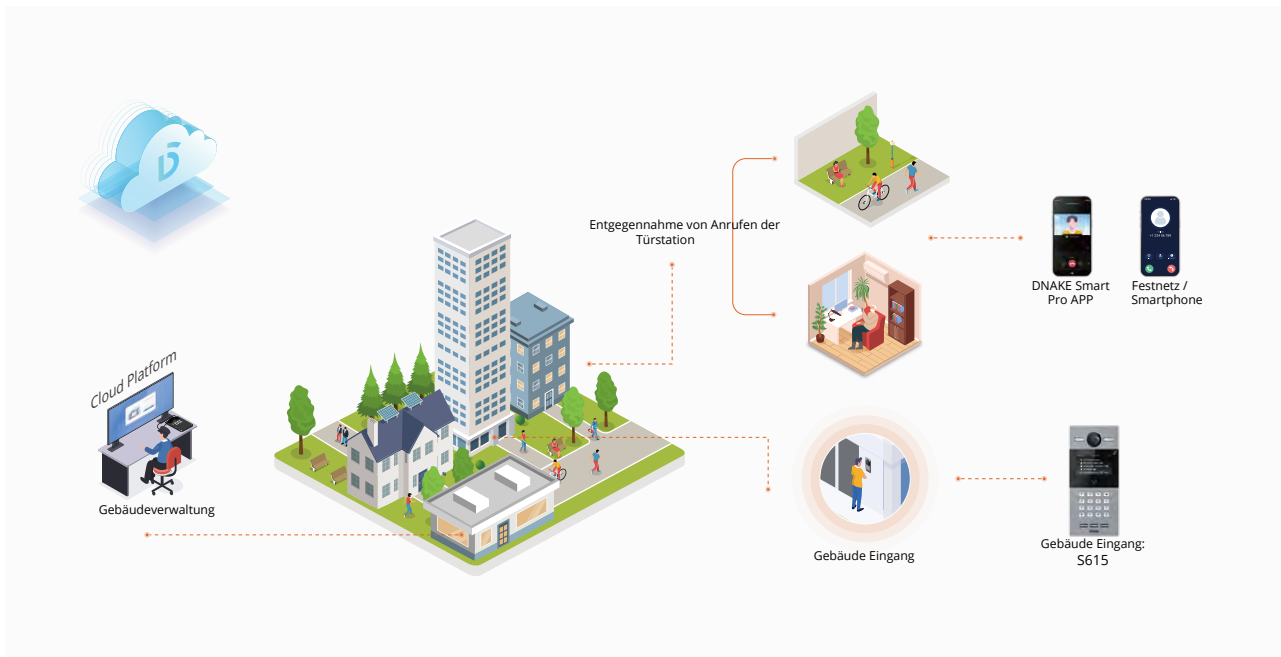 Entgegennahme von Anrufen der
Türstation
DNAKE Smart
Pro APP
Festnetz /
Smartphone
Cloud Platform
Gebäudeverwaltung
Gebäude Eingang
Gebäude Eingang:
S615